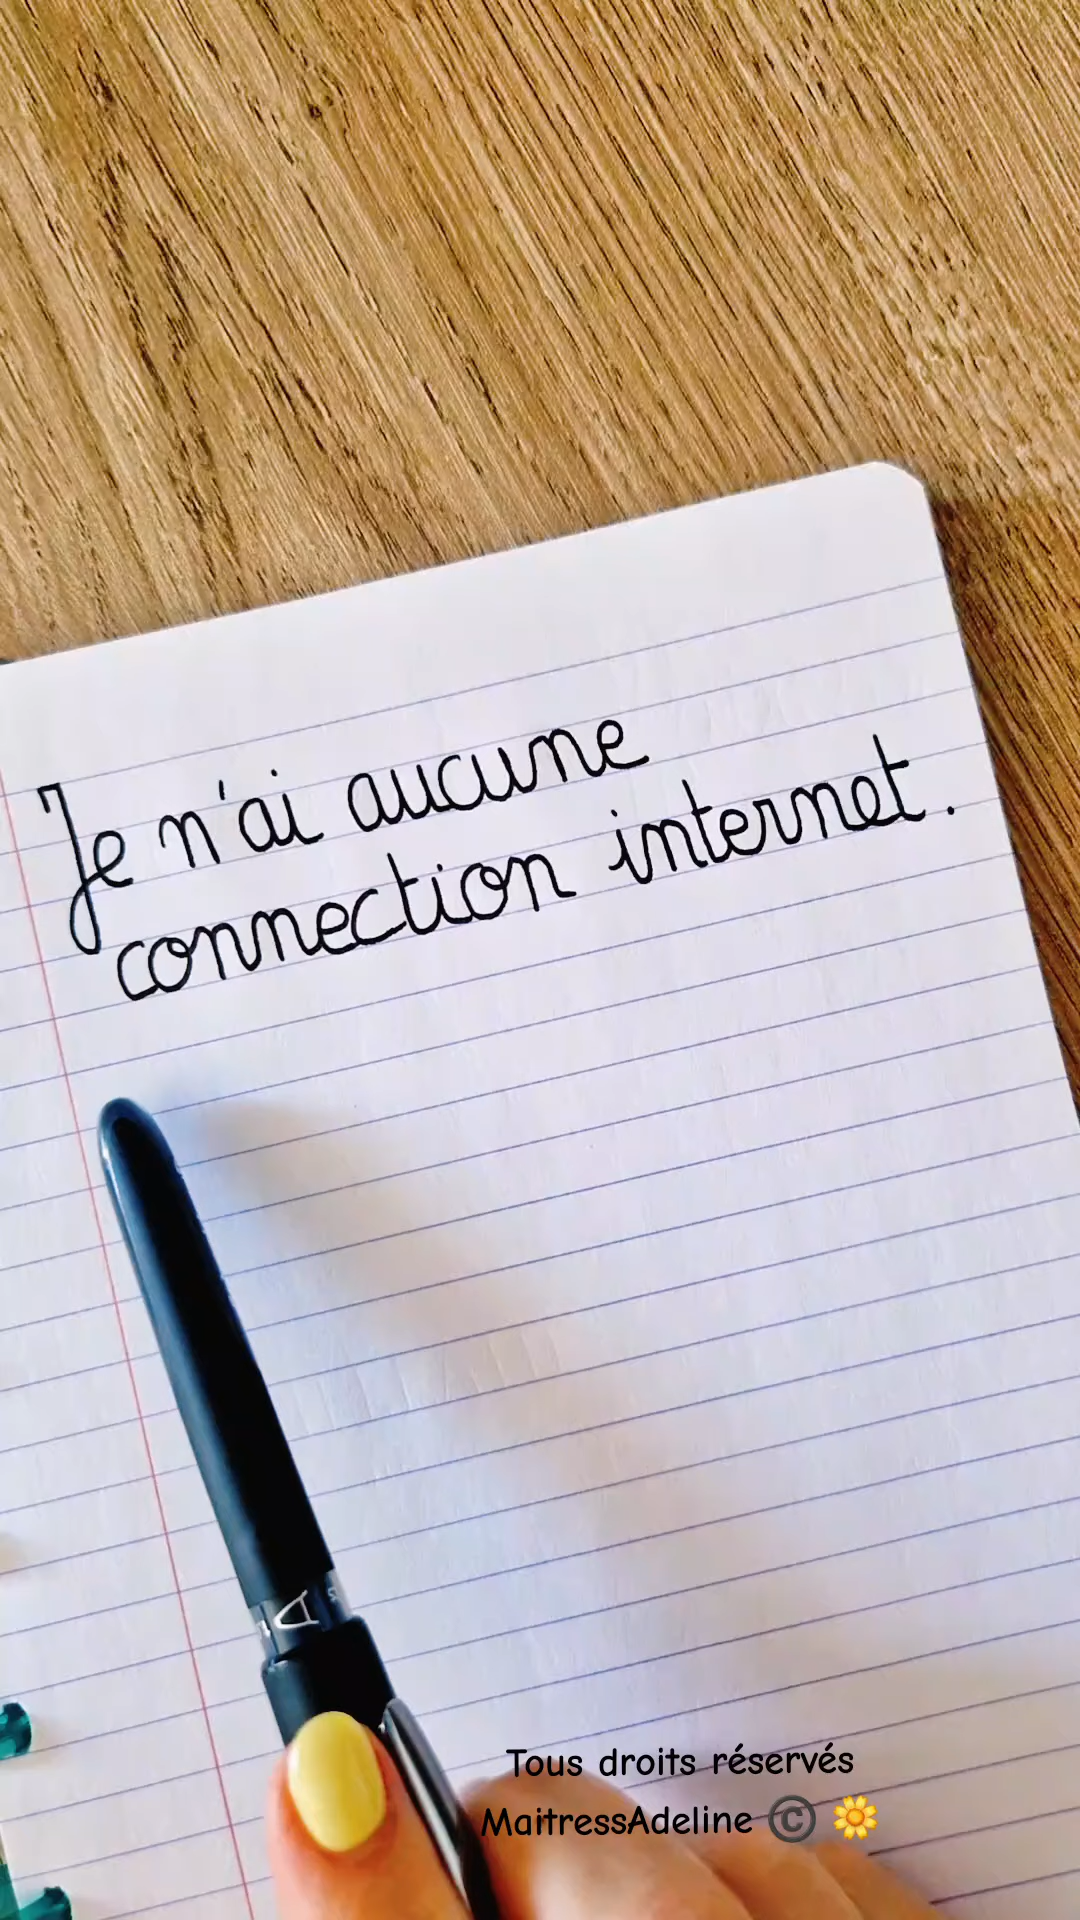 Je n'ai aucune
connection internet.
Tous droits réservés
MaitressAdeline © 🌼